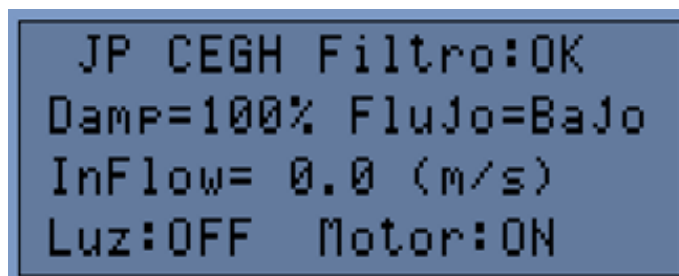 JP CEGH Filtro:OK
Damp=100% Flujo=Bajo
InFlow= 0.0 (m/s)
Luz:OFF Motor:ON